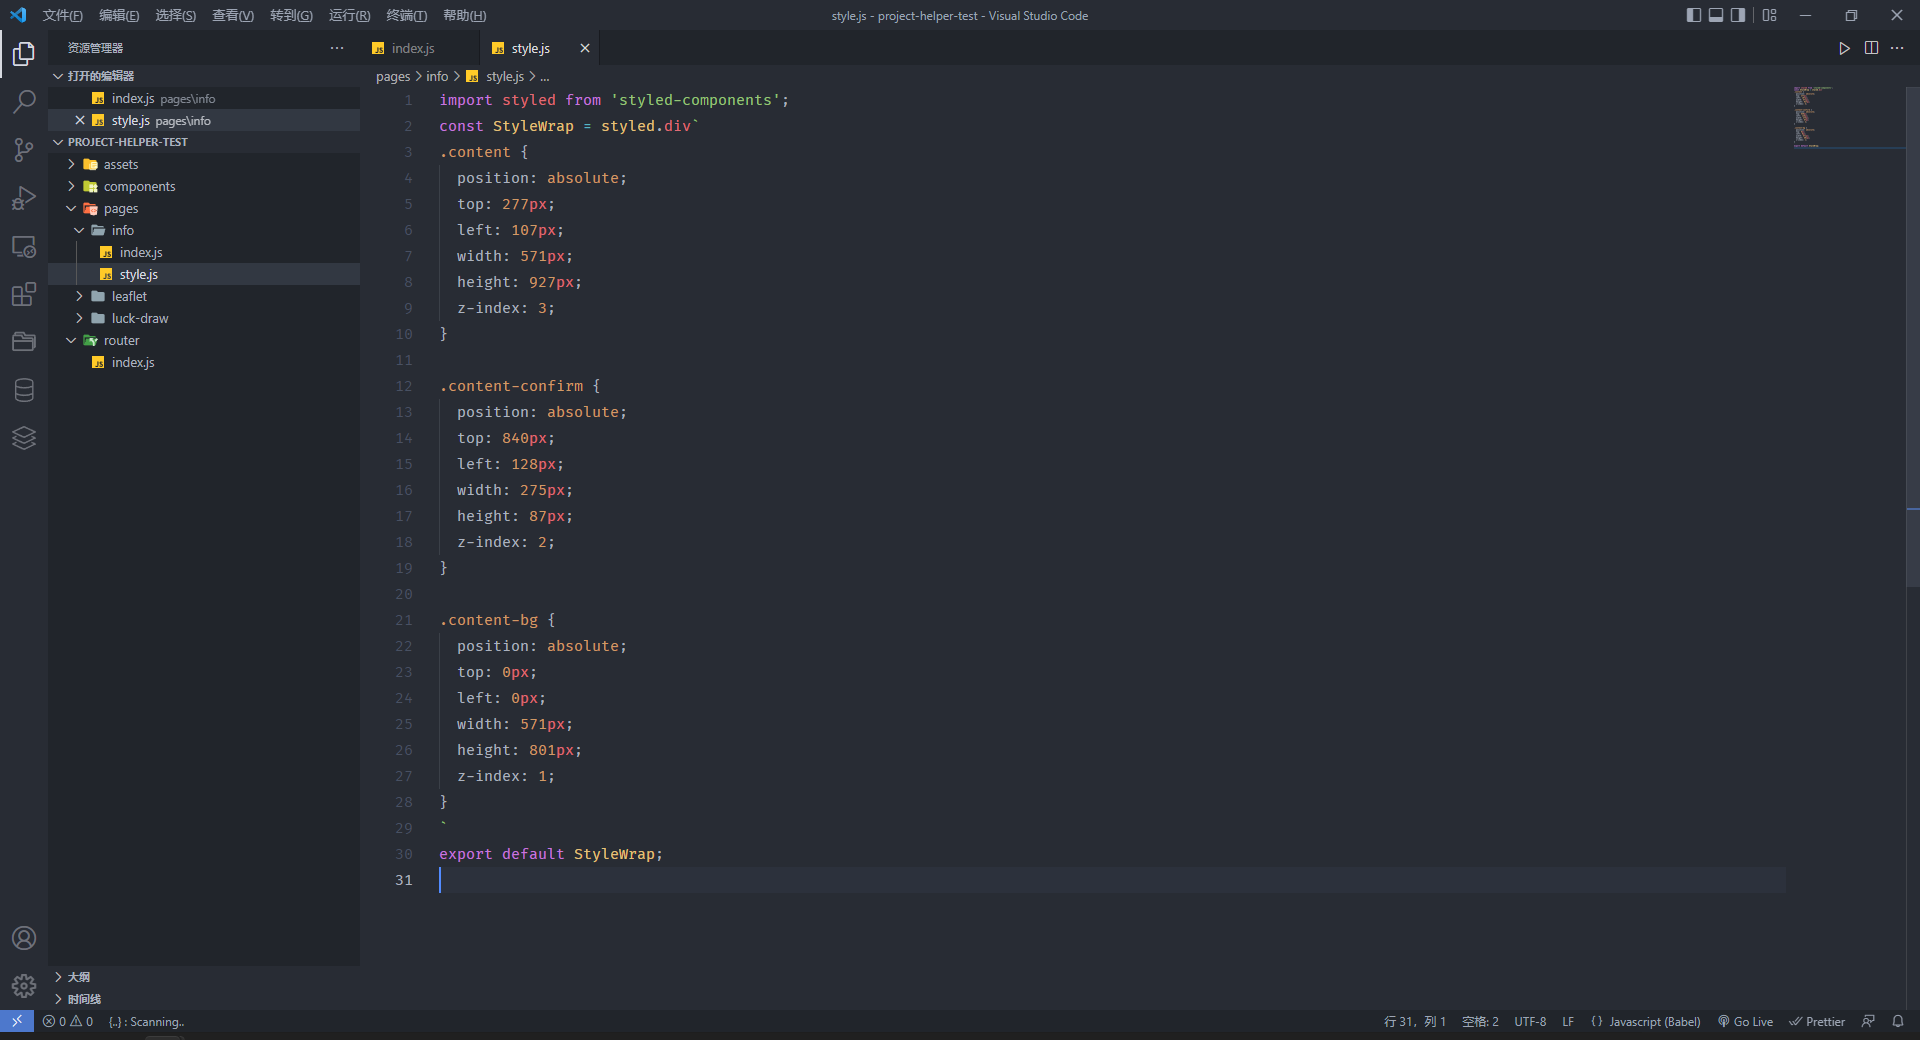 文件(F) 编辑(E) 选择(S) 查看(V) 转到(G) 运行(R) 终端(T) 帮助(H)
style.js - project-helper-test - Visual Studio Code
资源管理器
打开的编辑器
index.js pages\info
style.js pages\info
PROJECT-HELPER-TEST
assets
components
pages
info
index.js
style.js
leaflet
luck-draw
router
index.js
大纲
时间线
index.js
style.js
pages > info > style.js > ...
1 import styled from 'styled-components';
2 const StyleWrap = styled.div`
3 .content {
4 position: absolute;
5 top: 277px;
6 left: 107px;
7 width: 571px;
8 height: 927px;
9 z-index: 3;
10 }
11
12 .content-confirm {
13 position: absolute;
14 top: 840px;
15 left: 128px;
16 width: 275px;
17 height: 87px;
18 z-index: 2;
19 }
20
21 .content-bg {
22 position: absolute;
23 top: 0px;
24 left: 0px;
25 width: 571px;
26 height: 801px;
27 z-index: 1;
28 }
29 `
30 export default StyleWrap;
31
0 0 {..} : Scanning..
行 31，列 1 空格: 2 UTF-8 LF {} Javascript (Babel) Go Live Prettier